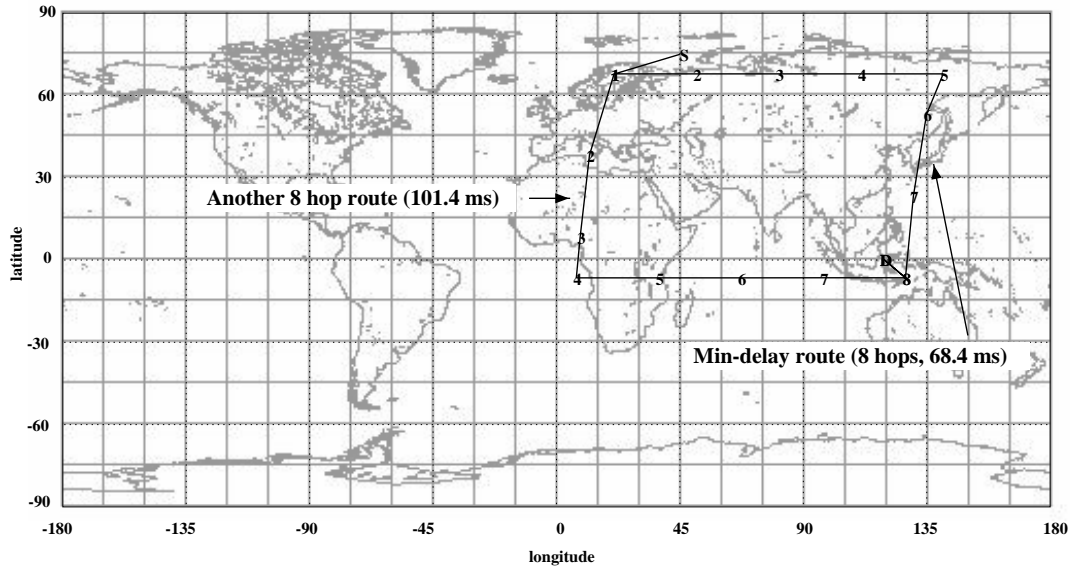 90
60
30
0
-30
-60
-90
latitude
S
1 2 3 4 5
6
2
7
Another 8 hop route (101.4 ms)
3
D
4 5 6 7 8
Min-delay route (8 hops, 68.4 ms)
-180 -135 -90 -45 0 45 90 135 180
longitude